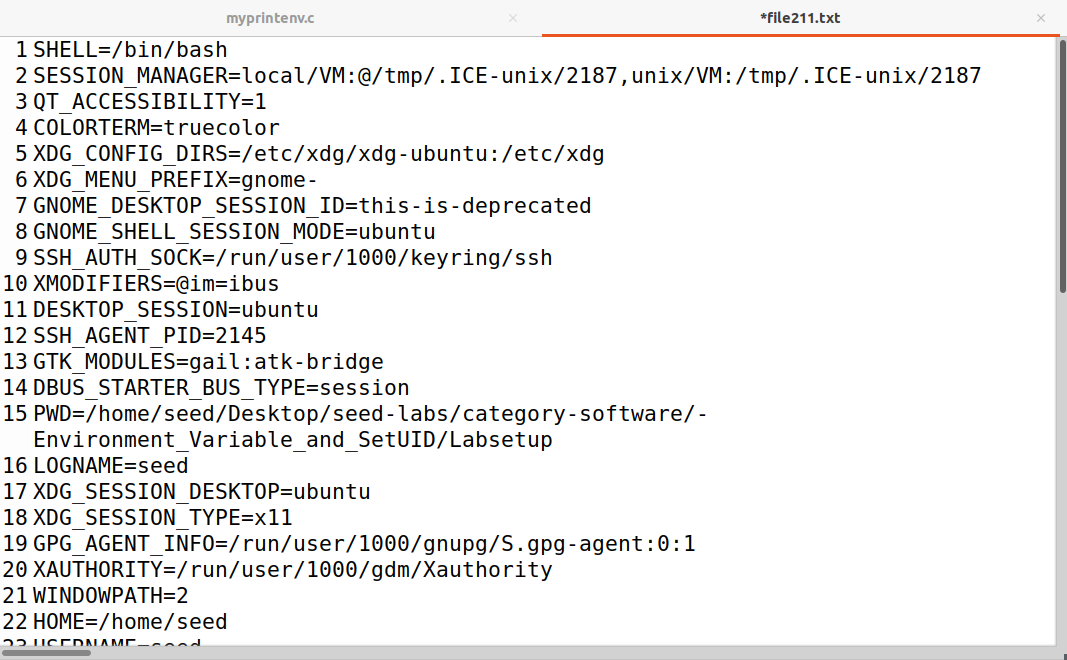 myprintenv.c
*file211.txt
1 SHELL=/bin/bash
2 SESSION_MANAGER=local/VM:@/tmp/.ICE-unix/2187,unix/VM:/tmp/.ICE-unix/2187
3 QT_ACCESSIBILITY=1
4 COLORTERM=truecolor
5 XDG_CONFIG_DIRS=/etc/xdg/xdg-ubuntu:/etc/xdg
6 XDG_MENU_PREFIX=gnome-
7 GNOME_DESKTOP_SESSION_ID=this-is-deprecated
8 GNOME_SHELL_SESSION_MODE=ubuntu
9 SSH_AUTH_SOCK=/run/user/1000/keyring/ssh
10 XMODIFIERS=@im=ibus
11 DESKTOP_SESSION=ubuntu
12 SSH_AGENT_PID=2145
13 GTK_MODULES=gail:atk-bridge
14 DBUS_STARTER_BUS_TYPE=session
15 PWD=/home/seed/Desktop/seed-labs/category-software/-
Environment_Variable_and_SetUID/Labsetup
16 LOGNAME=seed
17 XDG_SESSION_DESKTOP=ubuntu
18 XDG_SESSION_TYPE=x11
19 GPG_AGENT_INFO=/run/user/1000/gnupg/S.gpg-agent:0:1
20 XAUTHORITY=/run/user/1000/gdm/Xauthority
21 WINDOWPATH=2
22 HOME=/home/seed
23 USERNAME=seed